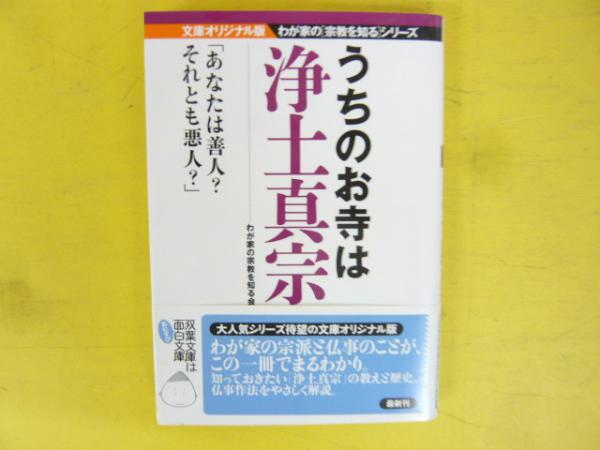 文庫オリジナル版
わが家の「宗教を知る」シリーズ
うちのお寺は
浄土真宗
「あなたは善人?
それとも悪人?」
わが家の宗教を知る会
大人気シリーズ待望の文庫オリジナル版
わが家の宗派と仏事のことが、
この一冊でまるわかり。
知っておきたい「浄土真宗」の教えと歴史、
仏事作法をやさしく解説。
最新刊
双葉文庫は
面白文庫